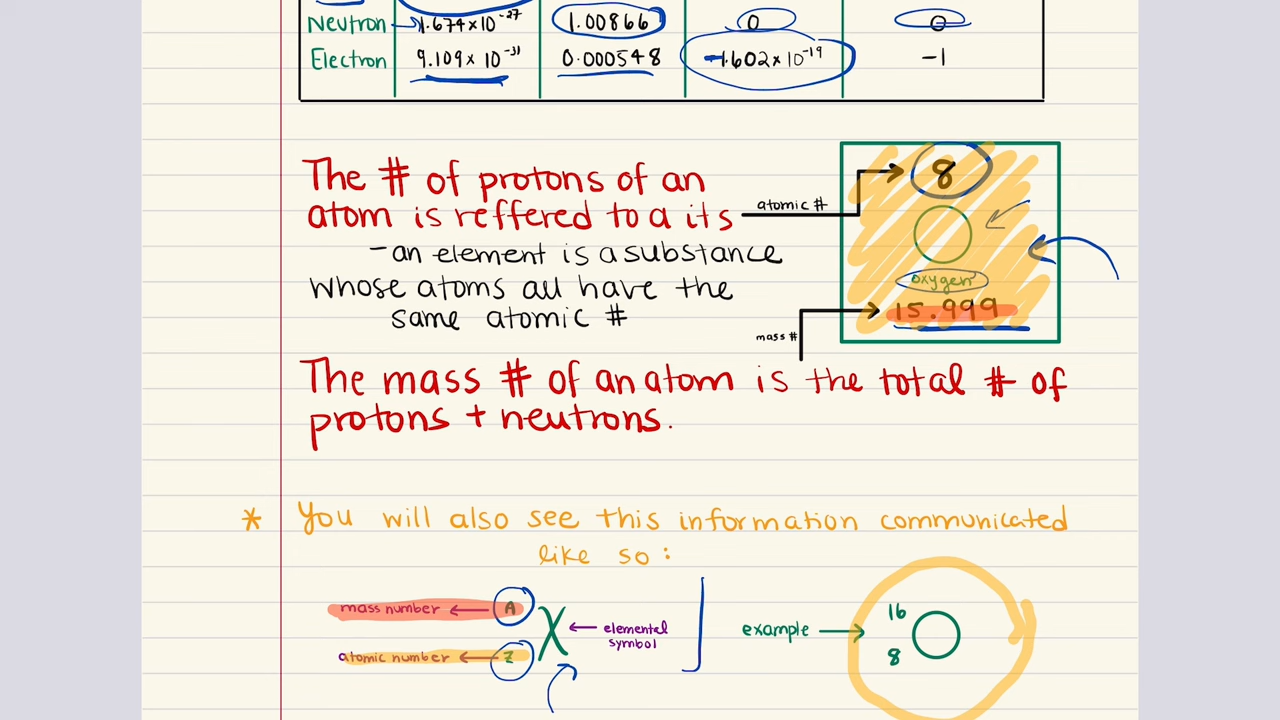 Neutron 1.674 x 10⁻²⁷ 1.00866 0 0
Electron 9.109 x 10⁻³¹ 0.000548 -1.602 x 10⁻¹⁹ -1
The # of protons of an
atom is reffered to a its
atomic #
- an element is a substance
whose atoms all have the
same atomic #
8
O
oxygen
15.999
mass #
The mass # of an atom is the total # of
protons + neutrons.
* You will also see this information communicated
like so:
mass number A
X elemental
symbol
atomic number Z
example
16
O
8